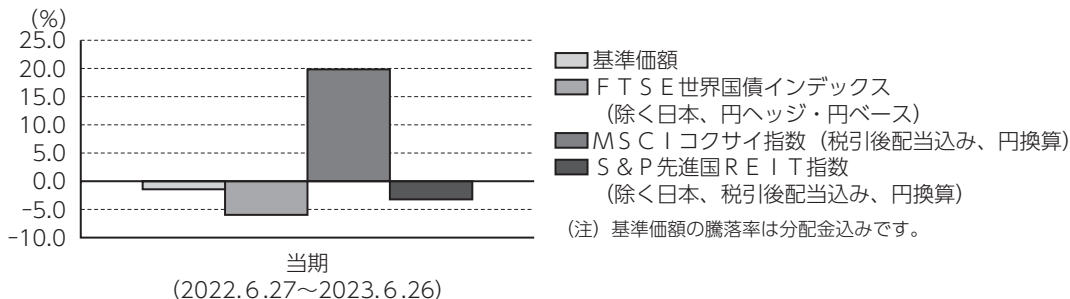 (%)
25.0
20.0
15.0
10.0
5.0
0.0
-5.0
-10.0
当期
(2022.6.27~2023.6.26)
基準価額
FTSE世界国債インデックス
(除く日本、円ヘッジ・円ベース)
MSCIコクサイ指数(税引後配当込み、円換算)
S&P先進国REIT指数
(除く日本、税引後配当込み、円換算)
(注)基準価額の騰落率は分配金込みです。